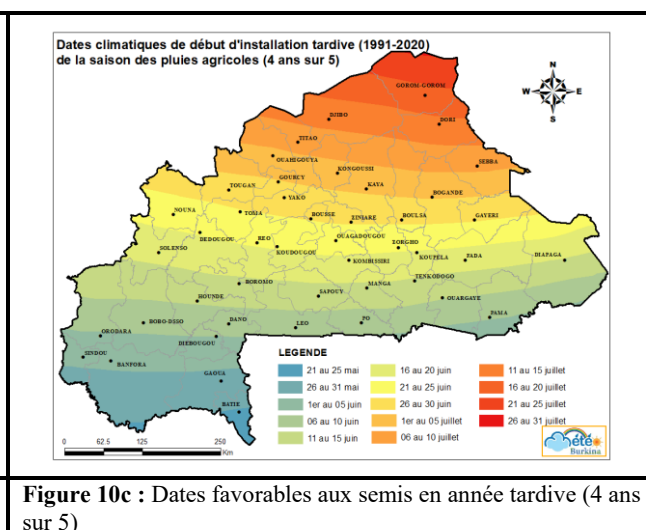 Dates climatiques de début d'installation tardive (1991-2020)
de la saison des pluies agricoles (4 ans sur 5)
N
W E
S
GOROM-GOROM
DJIBO
DORI
TITAO
OUAHIGOUYA
SEBBA
KONGOUSSI
GOURCY
TOUGAN
KAYA
BOGANDE
YAKO
NOUNA
TOMA
BOUSSE
ZINIARE
BOULSA
GAYERI
DEDOUGOU
REO
OUAGADOUGOU
SOLENSO
KOUDOUGOU
ZORGHO
KOUPELA
FADA
DIAPAGA
KOMBISSIRI
BOROMO
TENKODOGO
MANGA
HOUNDE
SAPOUY
OUARGAYE
BOBO-DSSO
DANO
LEO
PO
PAMA
ORODARA
DIEBOUGOU
SINDOU
BANFORA
GAOUA
BATIE
LEGENDE
21 au 25 mai
26 au 31 mai
1er au 05 juin
06 au 10 juin
11 au 15 juin
16 au 20 juin
21 au 25 juin
26 au 30 juin
1er au 05 juillet
06 au 10 juillet
11 au 15 juillet
16 au 20 juillet
21 au 25 juillet
26 au 31 juillet
0 62.5 125 250
Km
météo
Burkina
Figure 10c : Dates favorables aux semis en année tardive (4 ans
sur 5)